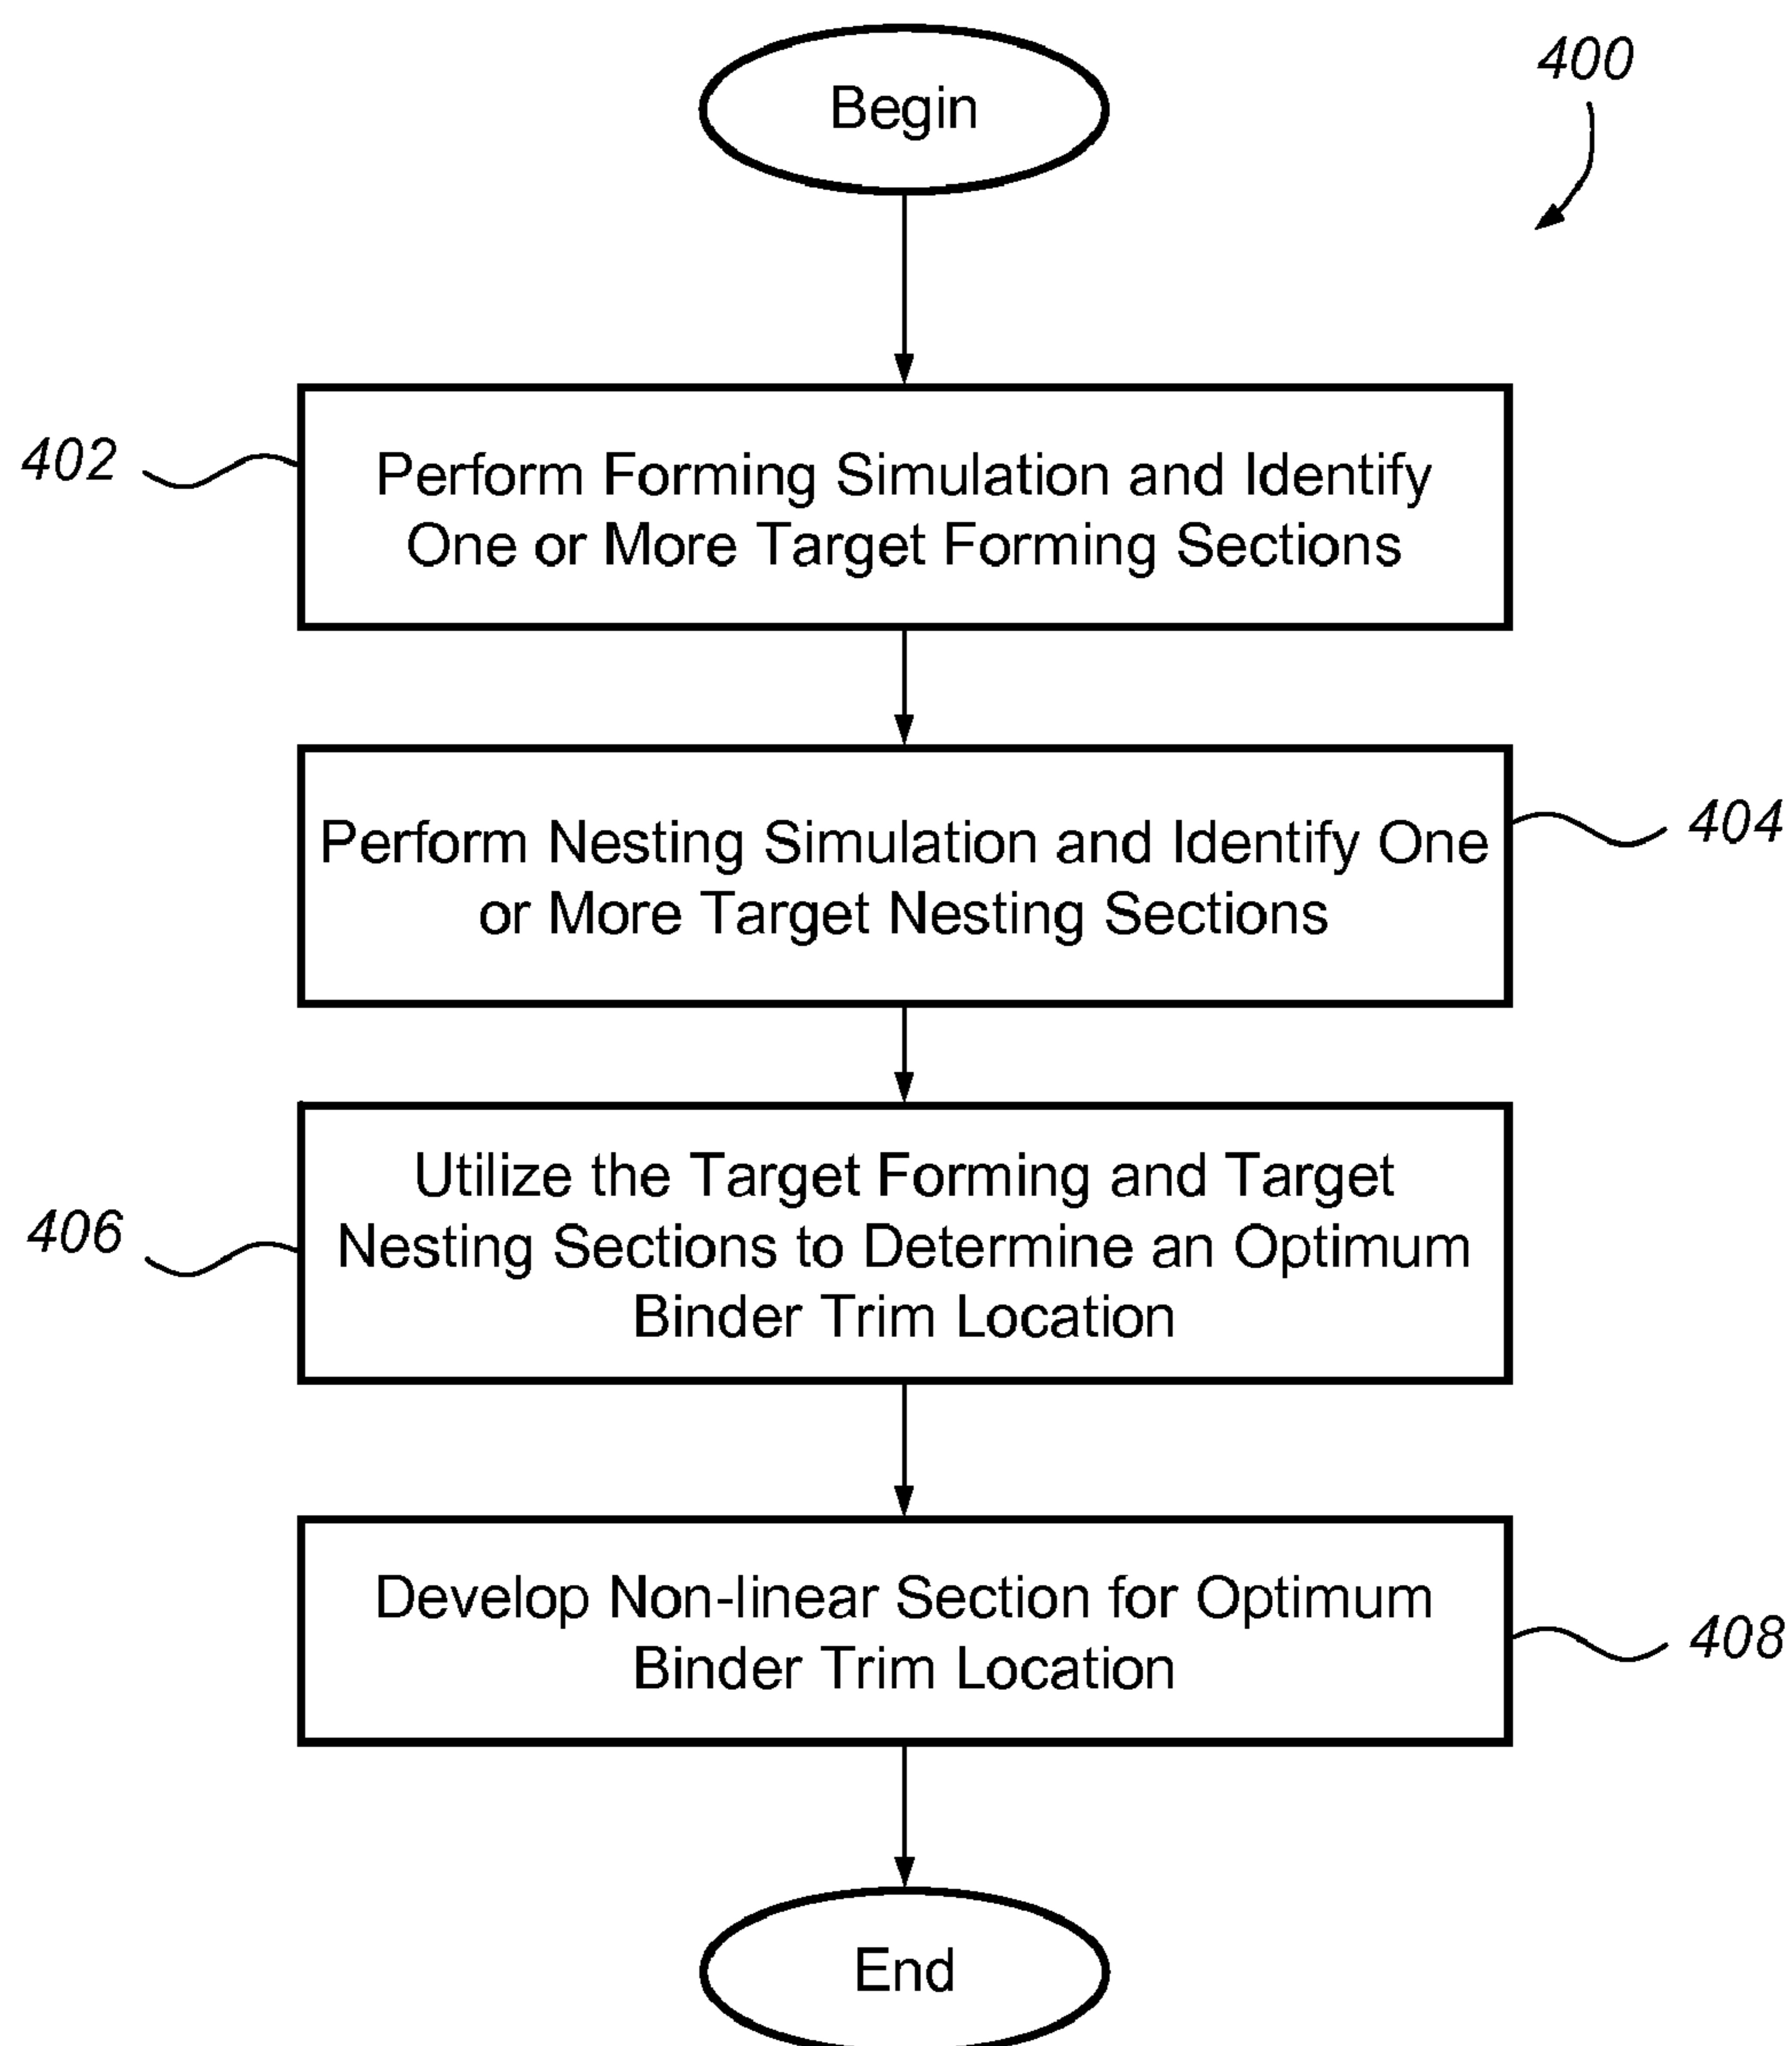 Begin
400
402
Perform Forming Simulation and Identify
One or More Target Forming Sections
Perform Nesting Simulation and Identify One
or More Target Nesting Sections
404
Utilize the Target Forming and Target
Nesting Sections to Determine an Optimum
Binder Trim Location
406
Develop Non-linear Section for Optimum
Binder Trim Location
408
End